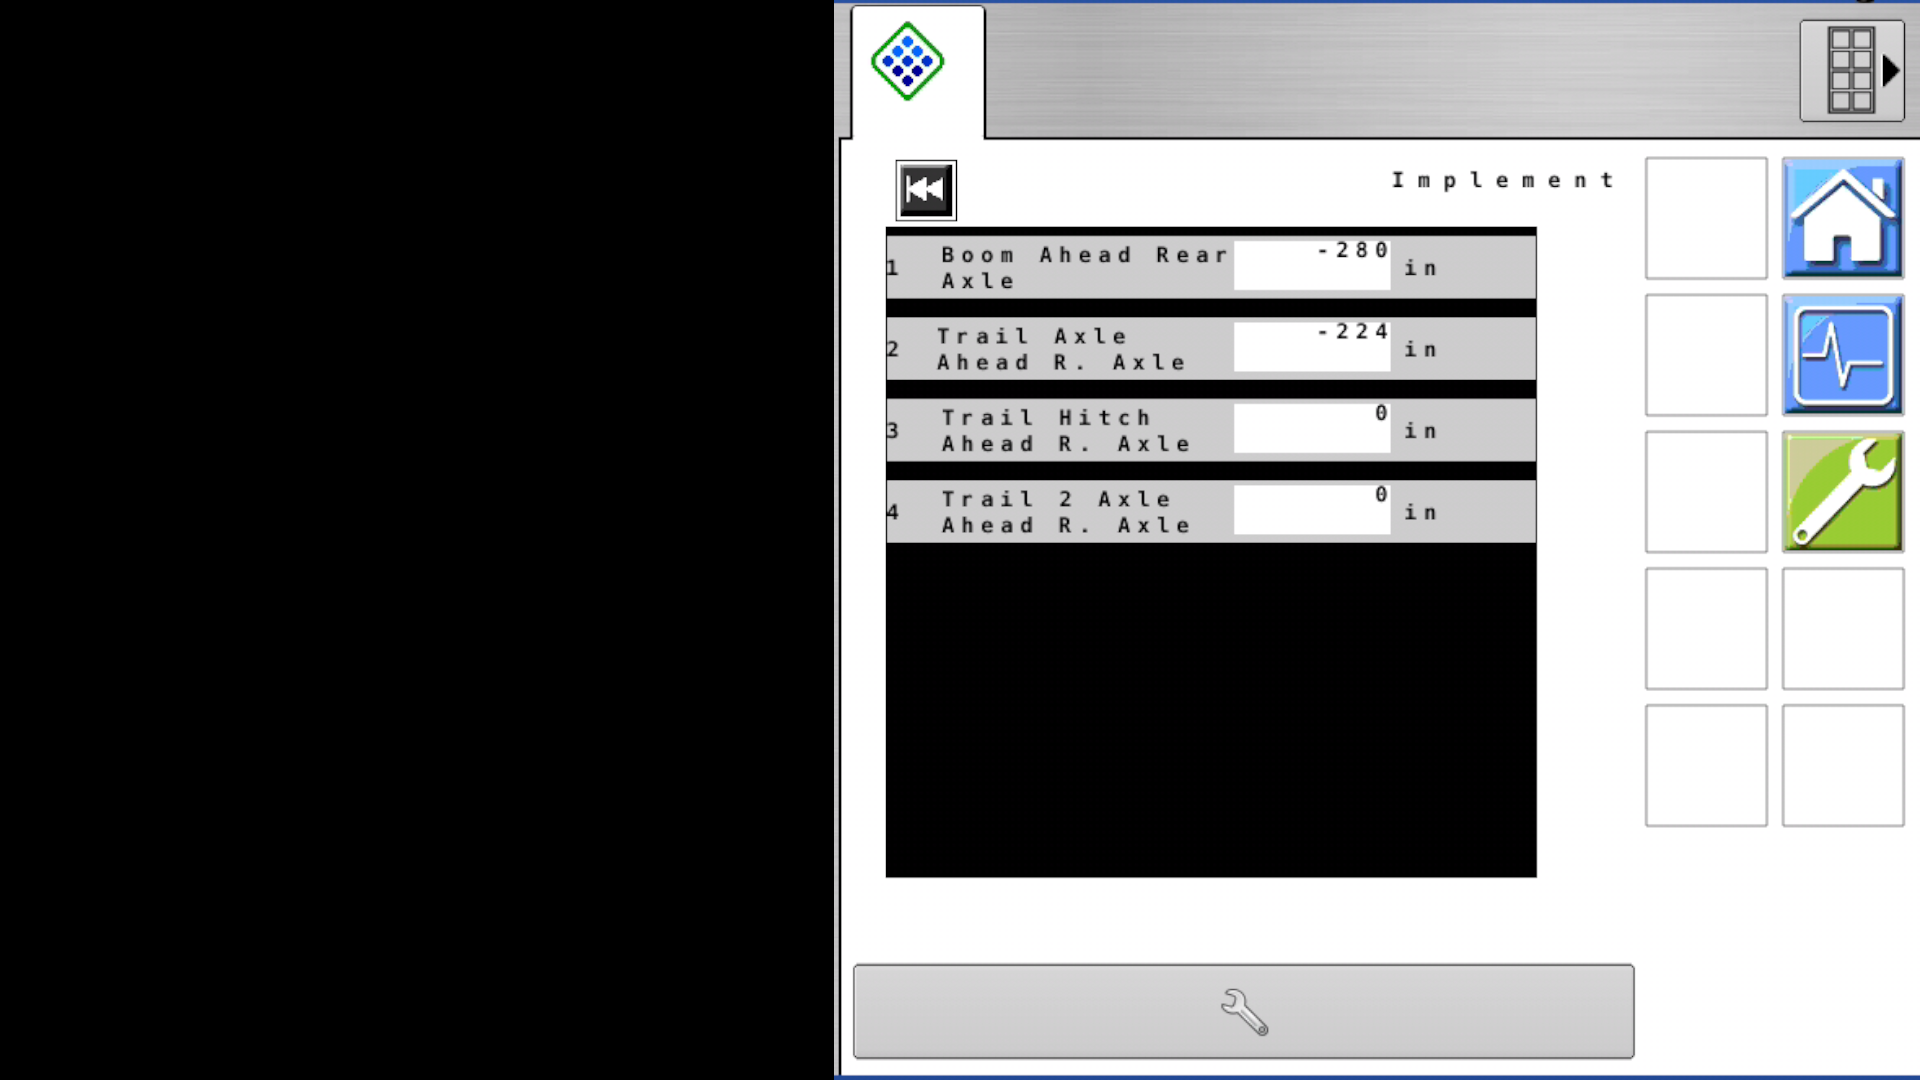 Implement
1 Boom Ahead Rear Axle -280 in
2 Trail Axle Ahead R. Axle -224 in
3 Trail Hitch Ahead R. Axle 0 in
4 Trail 2 Axle Ahead R. Axle 0 in